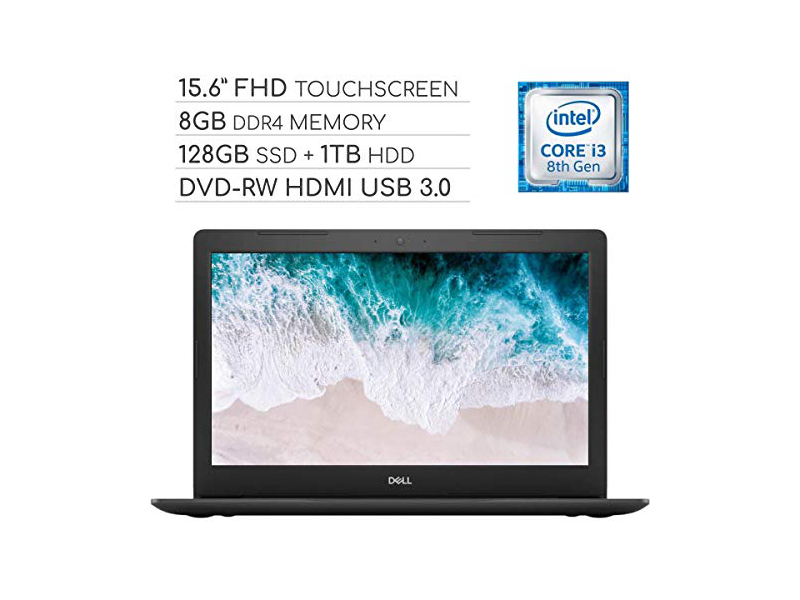 15.6” FHD TOUCHSCREEN
8GB DDR4 MEMORY
128GB SSD + 1TB HDD
DVD-RW HDMI USB 3.0
intel®
CORE™ i3
8th Gen
DELL